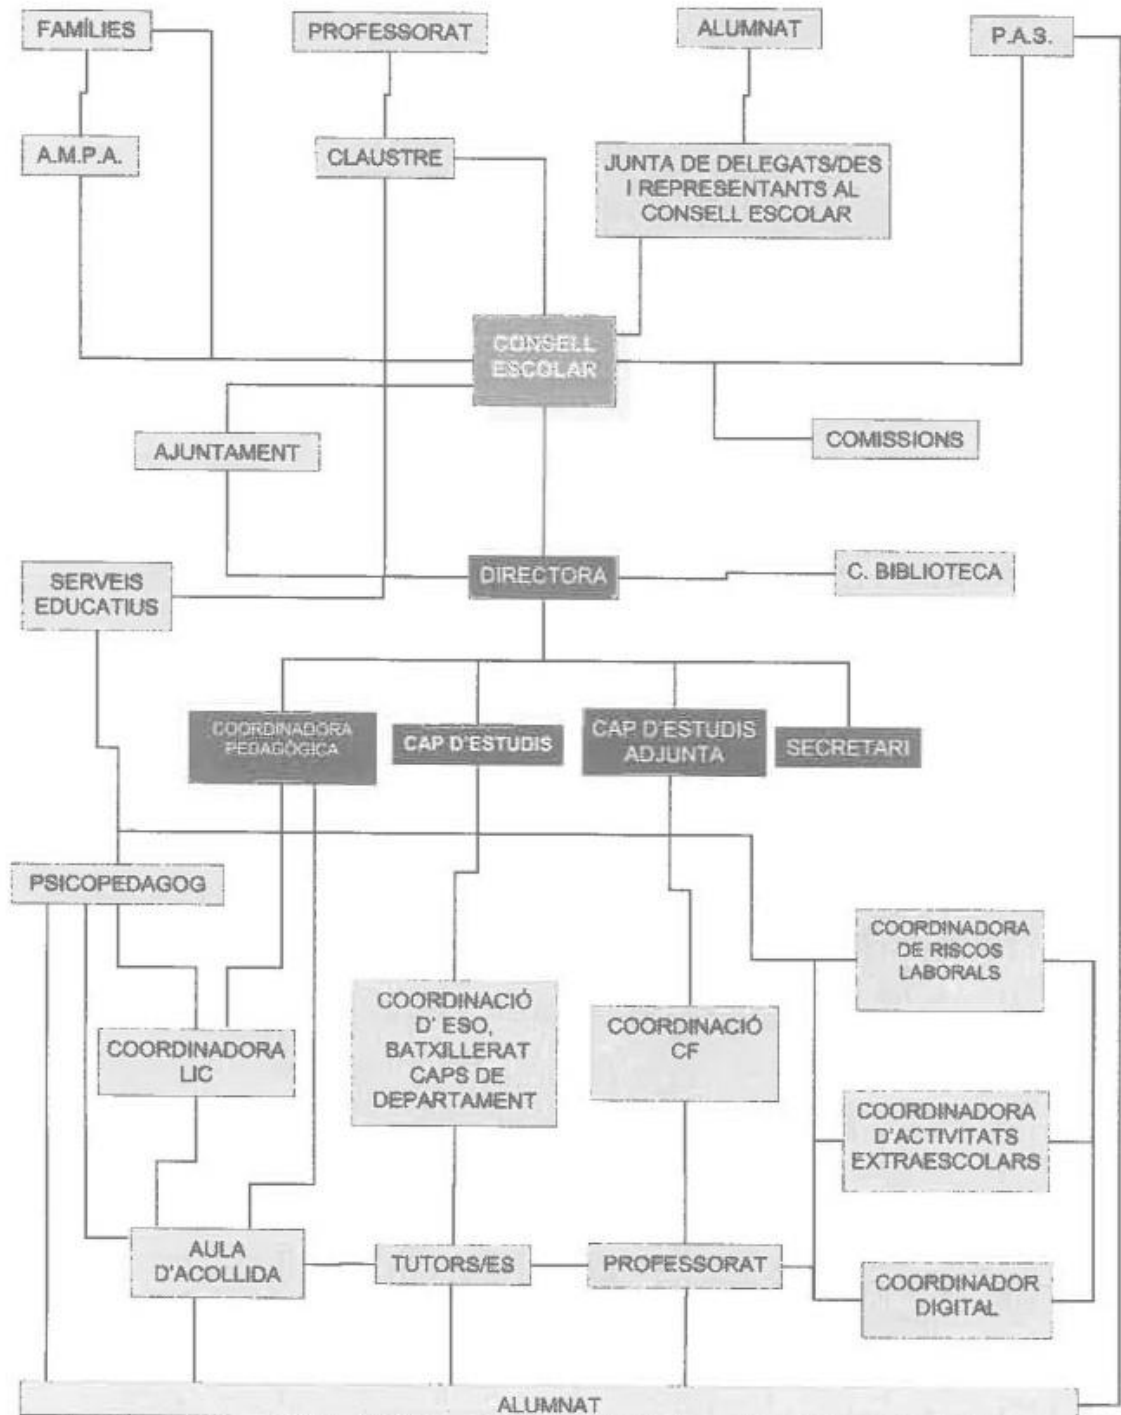 FAMÍLIES
PROFESSORAT
ALUMNAT
P.A.S.
A.M.P.A.
CLAUSTRE
JUNTA DE DELEGATS/DES
I REPRESENTANTS AL
CONSELL ESCOLAR
CONSELL
ESCOLAR
AJUNTAMENT
COMISSIONS
SERVEIS
EDUCATIUS
DIRECTORA
C. BIBLIOTECA
COORDINADORA
PEDAGÒGICA
CAP D'ESTUDIS
CAP D'ESTUDIS
ADJUNTA
SECRETARI
PSICOPEDAGOG
COORDINADORA
DE RISCOS
LABORALS
COORDINADORA
LIC
COORDINACIÓ
D' ESO,
BATXILLERAT
CAPS DE
DEPARTAMENT
COORDINACIÓ
CF
COORDINADORA
D'ACTIVITATS
EXTRAESCOLARS
AULA
D'ACOLLIDA
TUTORS/ES
PROFESSORAT
COORDINADOR
DIGITAL
ALUMNAT